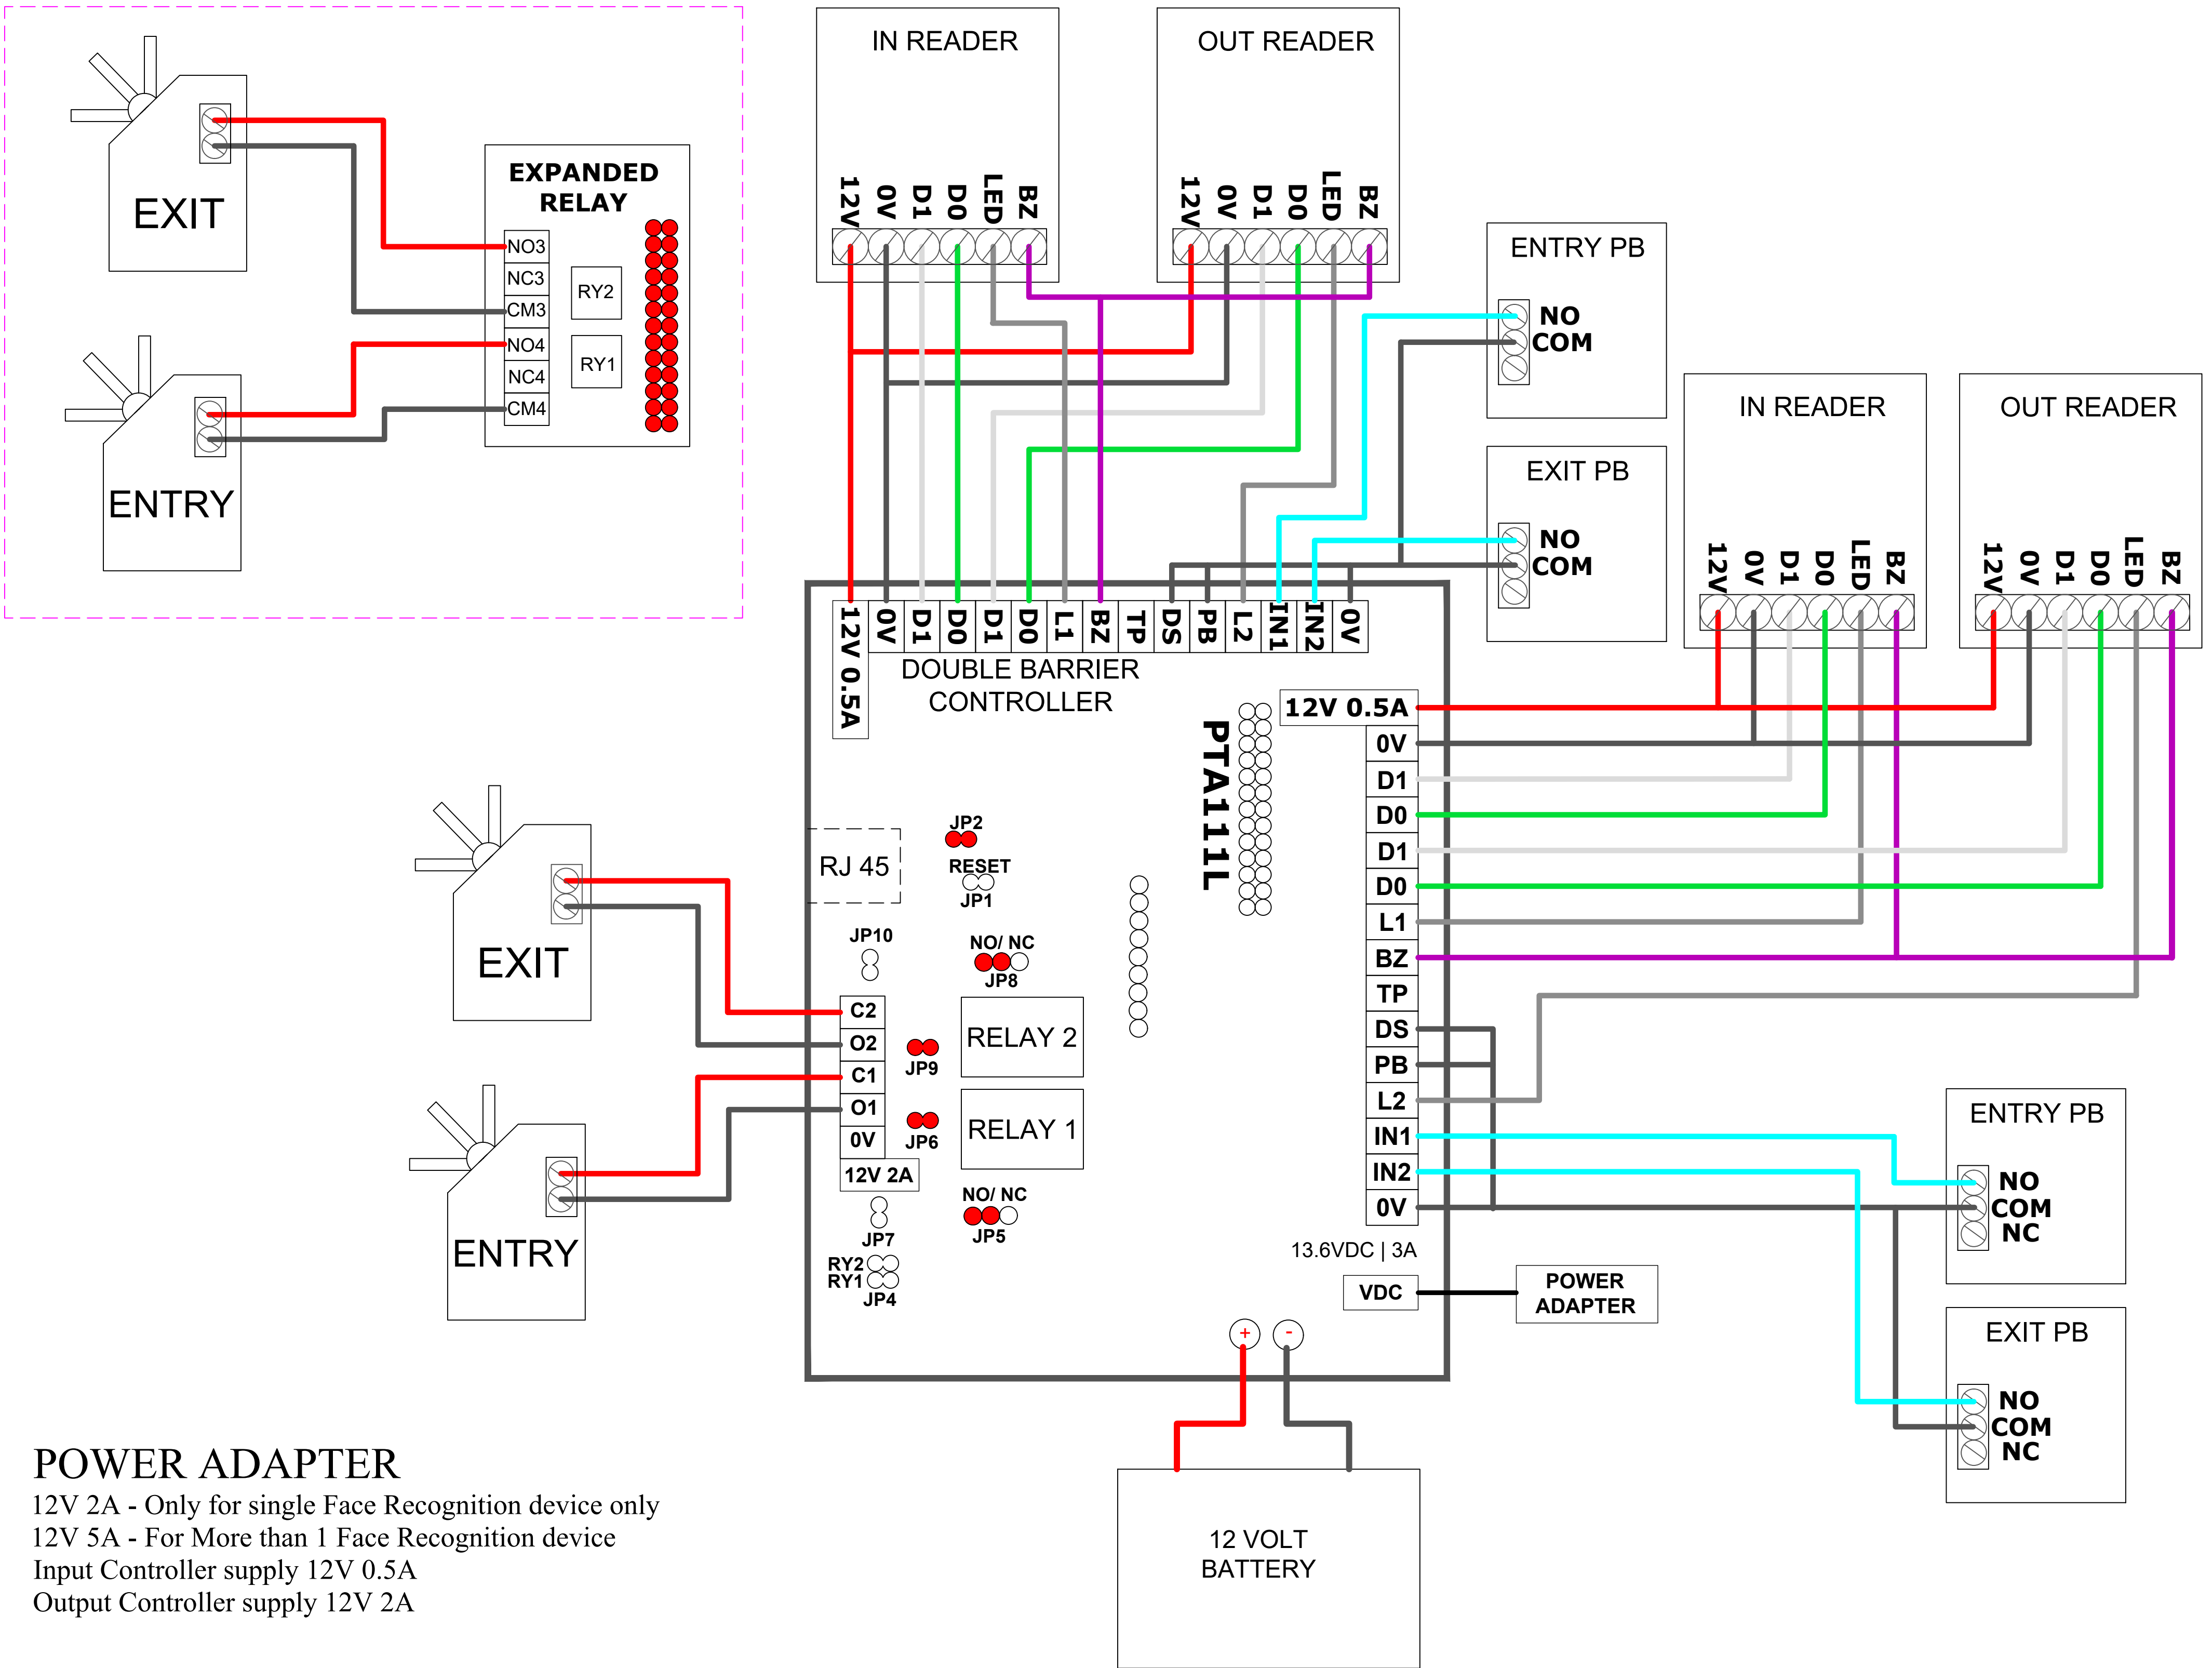 EXIT
EXPANDED
RELAY
NO3
NC3
CM3
NO4
NC4
CM4
RY2
RY1
ENTRY
IN READER
12V
0V
D1
D0
LED
BZ
OUT READER
12V
0V
D1
D0
LED
BZ
ENTRY PB
NO
COM
EXIT PB
NO
COM
IN READER
12V
0V
D1
D0
LED
BZ
OUT READER
12V
0V
D1
D0
LED
BZ
12V 0.5A
0V
D1
D0
D1
D0
L1
BZ
TP
DS
PB
L2
IN1
IN2
0V
DOUBLE BARRIER
CONTROLLER
PTA111L
12V 0.5A
0V
D1
D0
D1
D0
L1
BZ
TP
DS
PB
L2
IN1
IN2
0V
13.6VDC | 3A
VDC
POWER
ADAPTER
RJ 45
JP2
RESET
JP1
JP10
NO/ NC
JP8
C2
O2
C1
O1
0V
12V 2A
JP9
JP6
RELAY 2
RELAY 1
NO/ NC
JP5
JP7
RY2
RY1
JP4
EXIT
ENTRY
ENTRY PB
NO
COM
NC
EXIT PB
NO
COM
NC
+
-
12 VOLT
BATTERY
POWER ADAPTER
12V 2A - Only for single Face Recognition device only
12V 5A - For More than 1 Face Recognition device
Input Controller supply 12V 0.5A
Output Controller supply 12V 2A